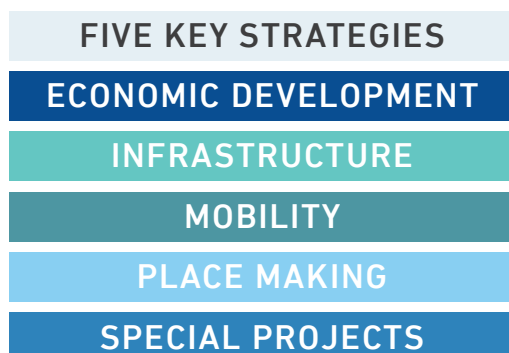 FIVE KEY STRATEGIES
ECONOMIC DEVELOPMENT
INFRASTRUCTURE
MOBILITY
PLACE MAKING
SPECIAL PROJECTS